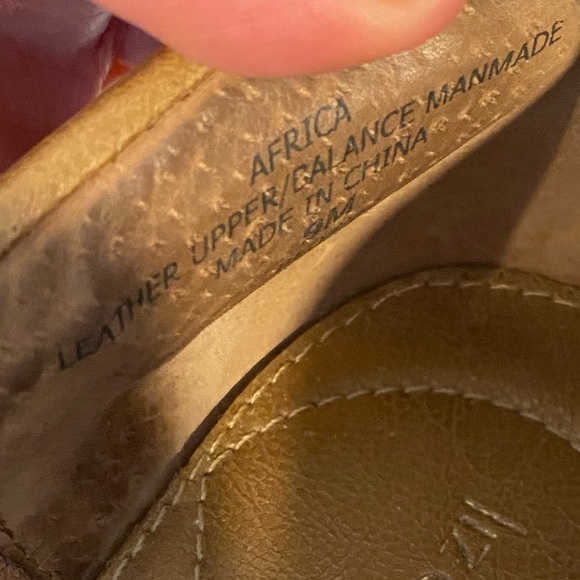 AFRICA
LEATHER UPPER/BALANCE MANMADE
MADE IN CHINA
9M